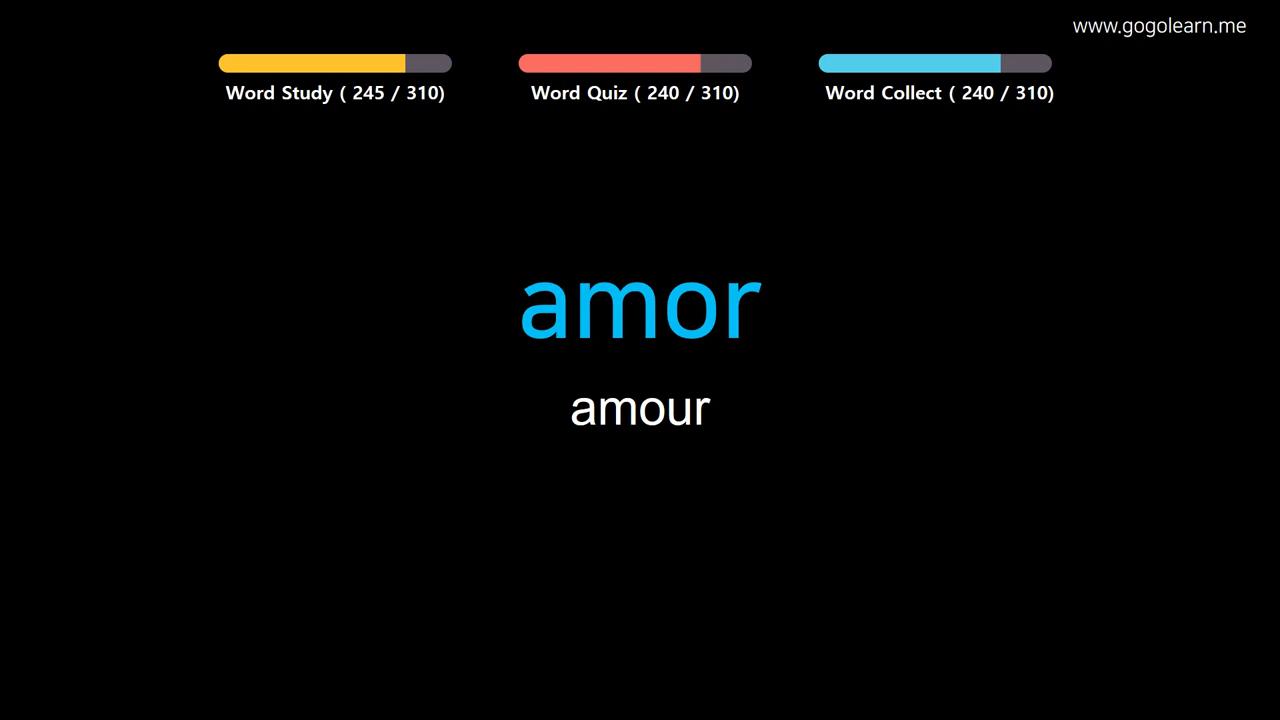 www.gogolearn.me
Word Study ( 245 / 310)
Word Quiz ( 240 / 310)
Word Collect ( 240 / 310)
amor
amour